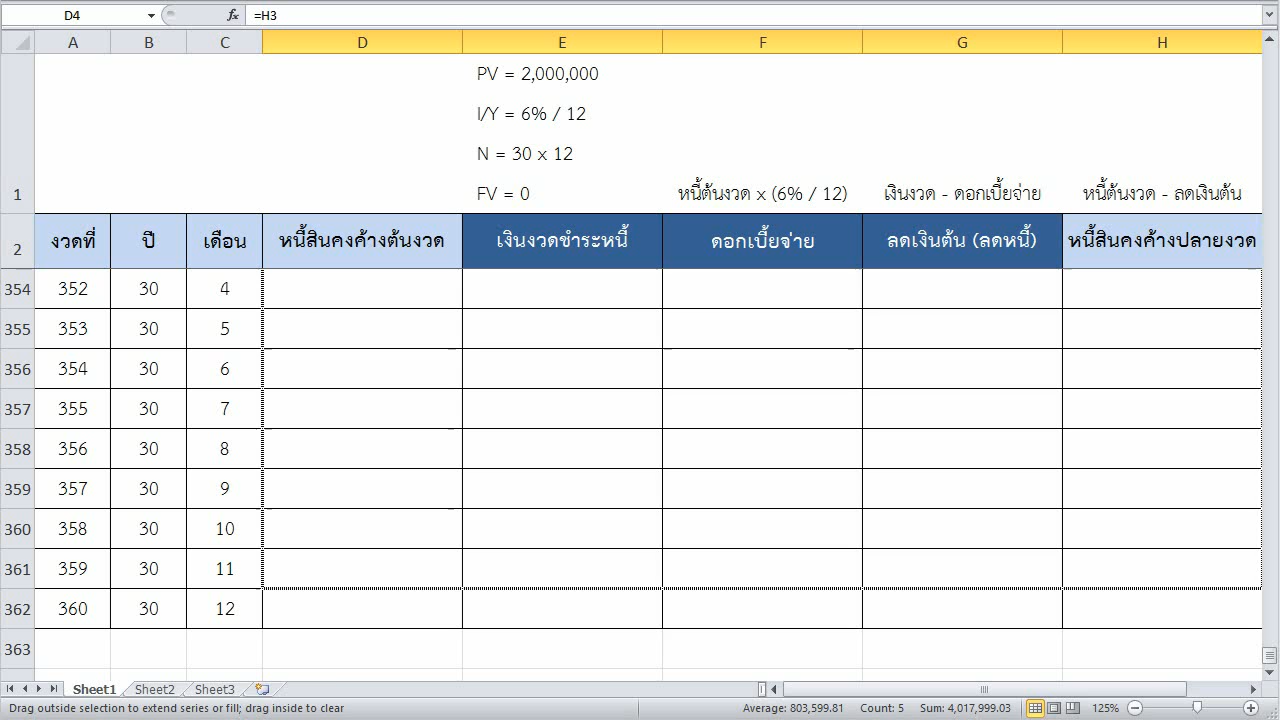 D4 fx =H3
A B C D E F G H
PV = 2,000,000
I/Y = 6% / 12
N = 30 x 12
1 FV = 0 หนี้ต้นงวด x (6% / 12) เงินงวด - ดอกเบี้ยจ่าย หนี้ต้นงวด - ลดเงินต้น
2 งวดที่ ปี เดือน หนี้สินคงค้างต้นงวด เงินงวดชำระหนี้ ดอกเบี้ยจ่าย ลดเงินต้น (ลดหนี้) หนี้สินคงค้างปลายงวด
354 352 30 4
355 353 30 5
356 354 30 6
357 355 30 7
358 356 30 8
359 357 30 9
360 358 30 10
361 359 30 11
362 360 30 12
363
Sheet1 Sheet2 Sheet3
Drag outside selection to extend series or fill; drag inside to clear Average: 803,599.81 Count: 5 Sum: 4,017,999.03 125%